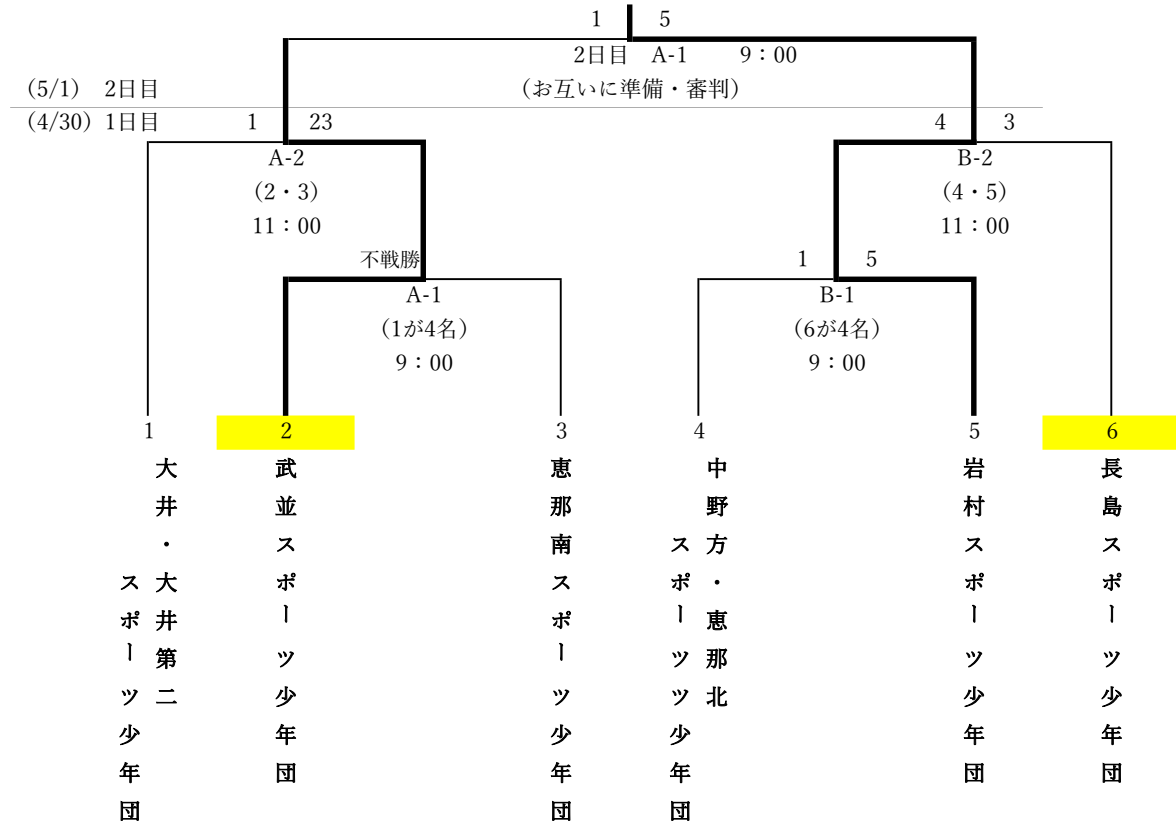 1 5
2日目 A-1 9：00
（お互いに準備・審判）
(5/1) 2日目
(4/30) 1日目
1 23
4 3
A-2
（2・3）
11：00
B-2
（4・5）
11：00
不戦勝
1 5
A-1
（1が4名）
9：00
B-1
（6が4名）
9：00
1 2 3 4 5 6
大井・大井第二
スポーツ少年団
武並スポーツ少年団
恵那南スポーツ少年団
中野方・恵那北
スポーツツ少年団
岩村スポーツ少年団
長島スポーツ少年団